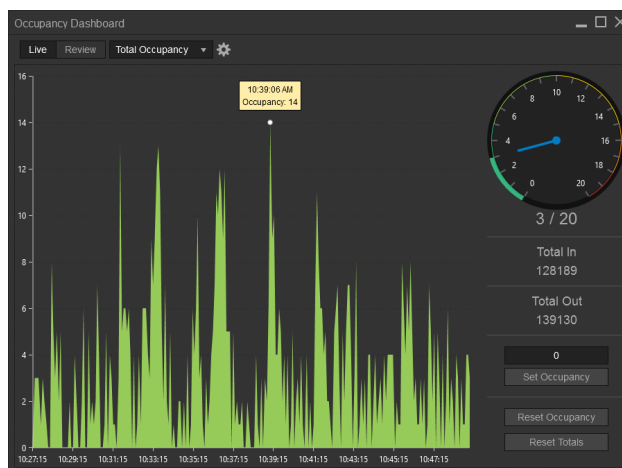 Occupancy Dashboard
Live Review Total Occupancy
16
14
12
10
8
6
4
2
0
10:27:15 10:29:15 10:31:15 10:33:15 10:35:15 10:37:15 10:39:15 10:41:15 10:43:15 10:45:15 10:47:15
10:39:06 AM
Occupancy: 14
0 2 4 6 8 10 12 14 16 18 20
3 / 20
Total In
128189
Total Out
139130
0
Set Occupancy
Reset Occupancy
Reset Totals